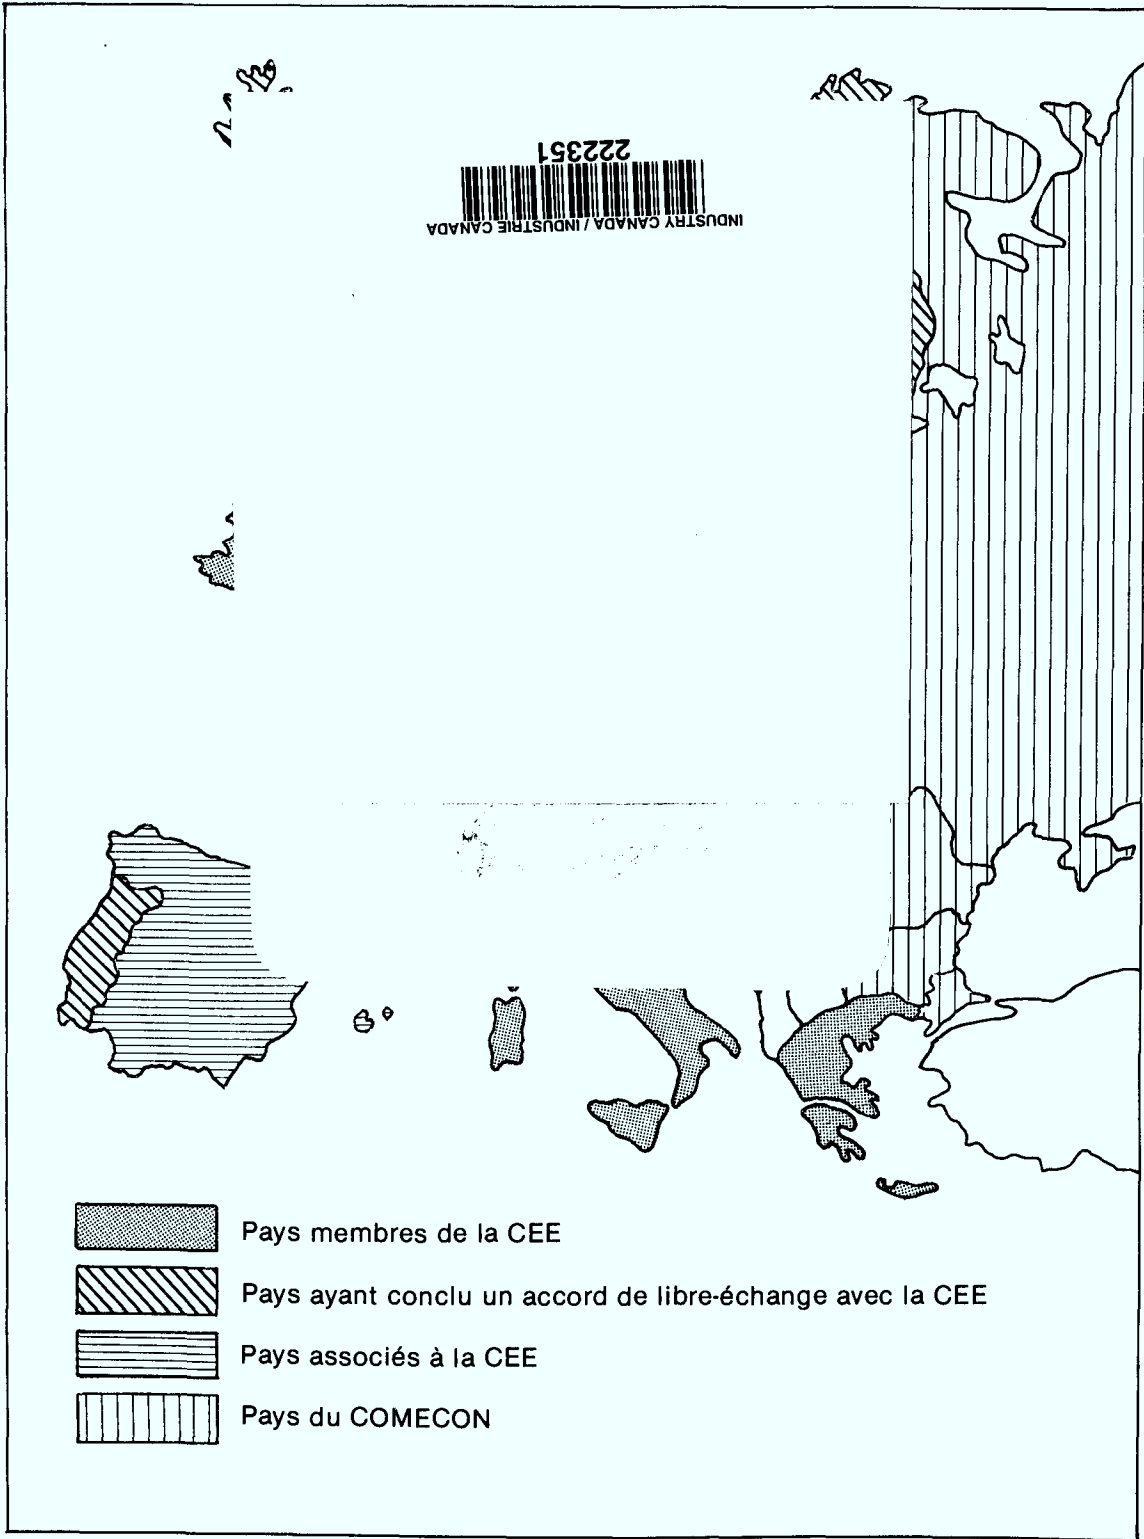 222351
INDUSTRY CANADA / INDUSTRIE CANADA
Pays membres de la CEE
Pays ayant conclu un accord de libre-échange avec la CEE
Pays associés à la CEE
Pays du COMECON